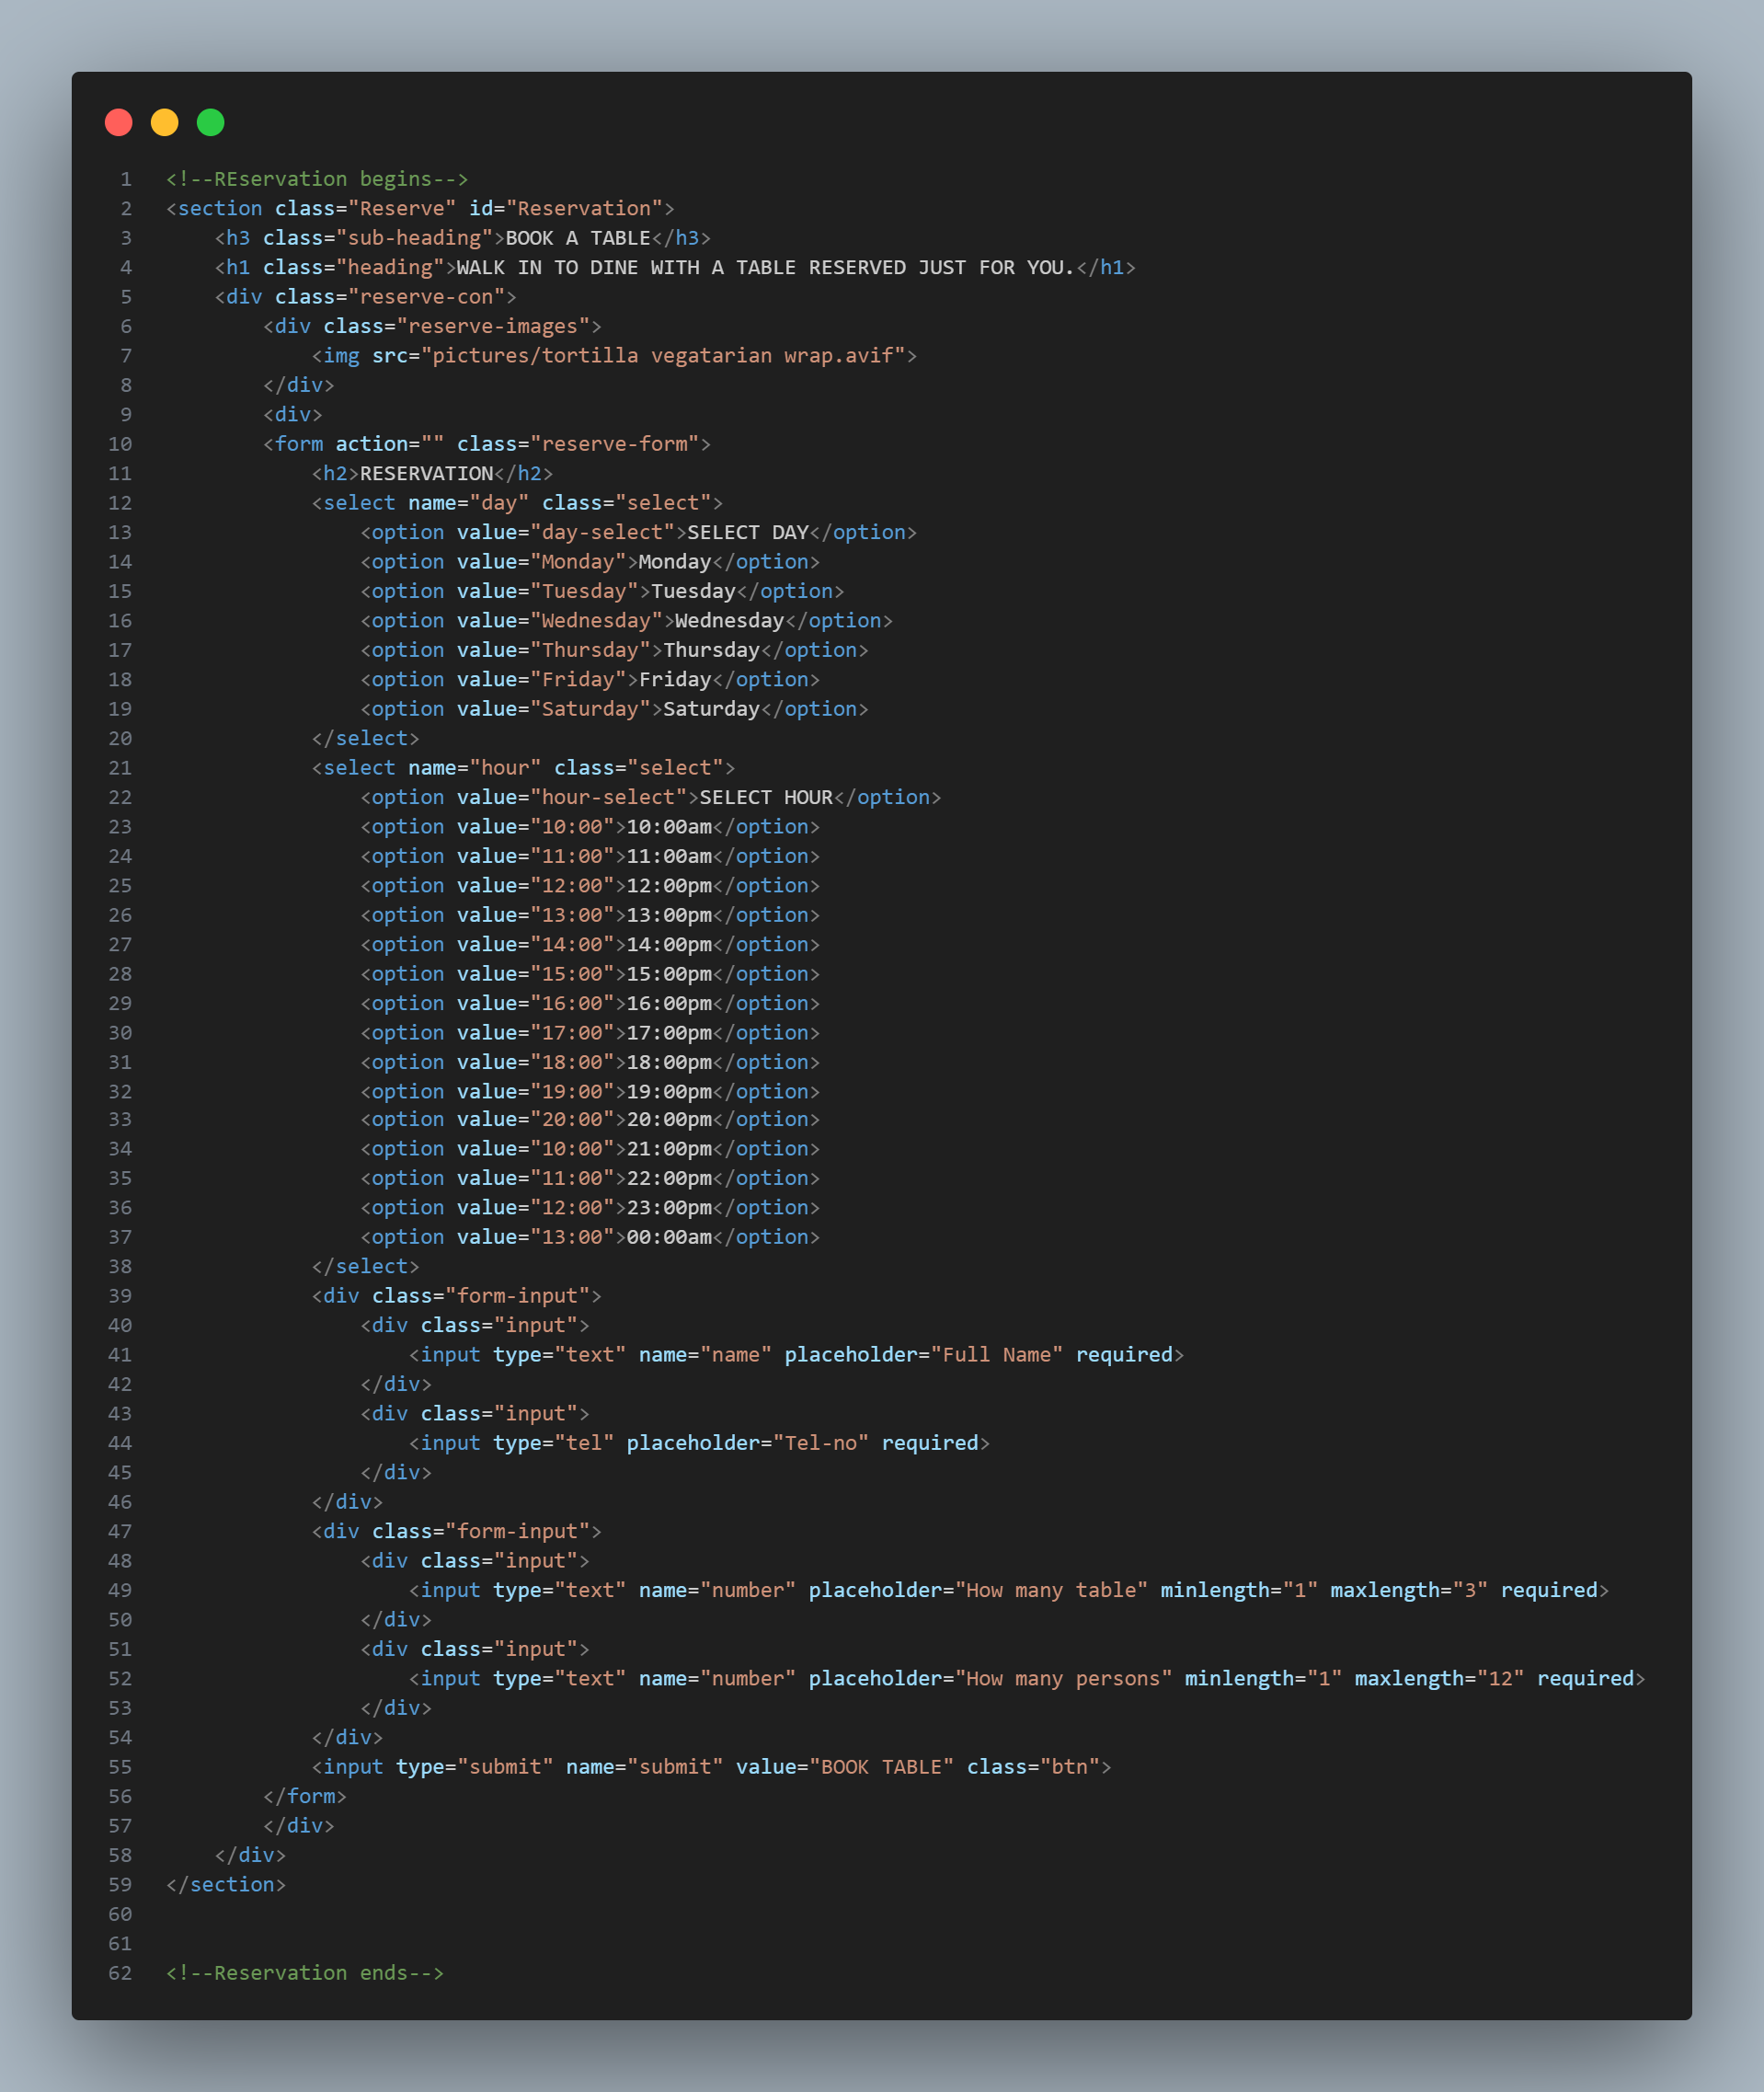 1 <!--REservation begins-->
2 <section class="Reserve" id="Reservation">
3     <h3 class="sub-heading">BOOK A TABLE</h3>
4     <h1 class="heading">WALK IN TO DINE WITH A TABLE RESERVED JUST FOR YOU.</h1>
5     <div class="reserve-con">
6         <div class="reserve-images">
7             <img src="pictures/tortilla vegatarian wrap.avif">
8         </div>
9         <div>
10         <form action="" class="reserve-form">
11             <h2>RESERVATION</h2>
12             <select name="day" class="select">
13                 <option value="day-select">SELECT DAY</option>
14                 <option value="Monday">Monday</option>
15                 <option value="Tuesday">Tuesday</option>
16                 <option value="Wednesday">Wednesday</option>
17                 <option value="Thursday">Thursday</option>
18                 <option value="Friday">Friday</option>
19                 <option value="Saturday">Saturday</option>
20             </select>
21             <select name="hour" class="select">
22                 <option value="hour-select">SELECT HOUR</option>
23                 <option value="10:00">10:00am</option>
24                 <option value="11:00">11:00am</option>
25                 <option value="12:00">12:00pm</option>
26                 <option value="13:00">13:00pm</option>
27                 <option value="14:00">14:00pm</option>
28                 <option value="15:00">15:00pm</option>
29                 <option value="16:00">16:00pm</option>
30                 <option value="17:00">17:00pm</option>
31                 <option value="18:00">18:00pm</option>
32                 <option value="19:00">19:00pm</option>
33                 <option value="20:00">20:00pm</option>
34                 <option value="10:00">21:00pm</option>
35                 <option value="11:00">22:00pm</option>
36                 <option value="12:00">23:00pm</option>
37                 <option value="13:00">00:00am</option>
38             </select>
39             <div class="form-input">
40                 <div class="input">
41                     <input type="text" name="name" placeholder="Full Name" required>
42                 </div>
43                 <div class="input">
44                     <input type="tel" placeholder="Tel-no" required>
45                 </div>
46             </div>
47             <div class="form-input">
48                 <div class="input">
49                     <input type="text" name="number" placeholder="How many table" minlength="1" maxlength="3" required>
50                 </div>
51                 <div class="input">
52                     <input type="text" name="number" placeholder="How many persons" minlength="1" maxlength="12" required>
53                 </div>
54             </div>
55             <input type="submit" name="submit" value="BOOK TABLE" class="btn">
56         </form>
57         </div>
58     </div>
59 </section>
60
61
62 <!--Reservation ends-->